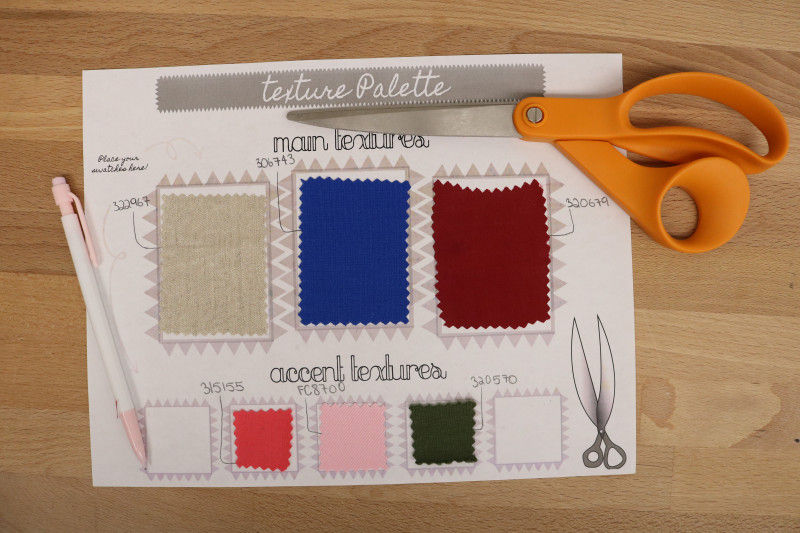 texture Palette
main textures
Place your
swatches here!
306743
322967
320679
accent textures
315155
FC8700
320570